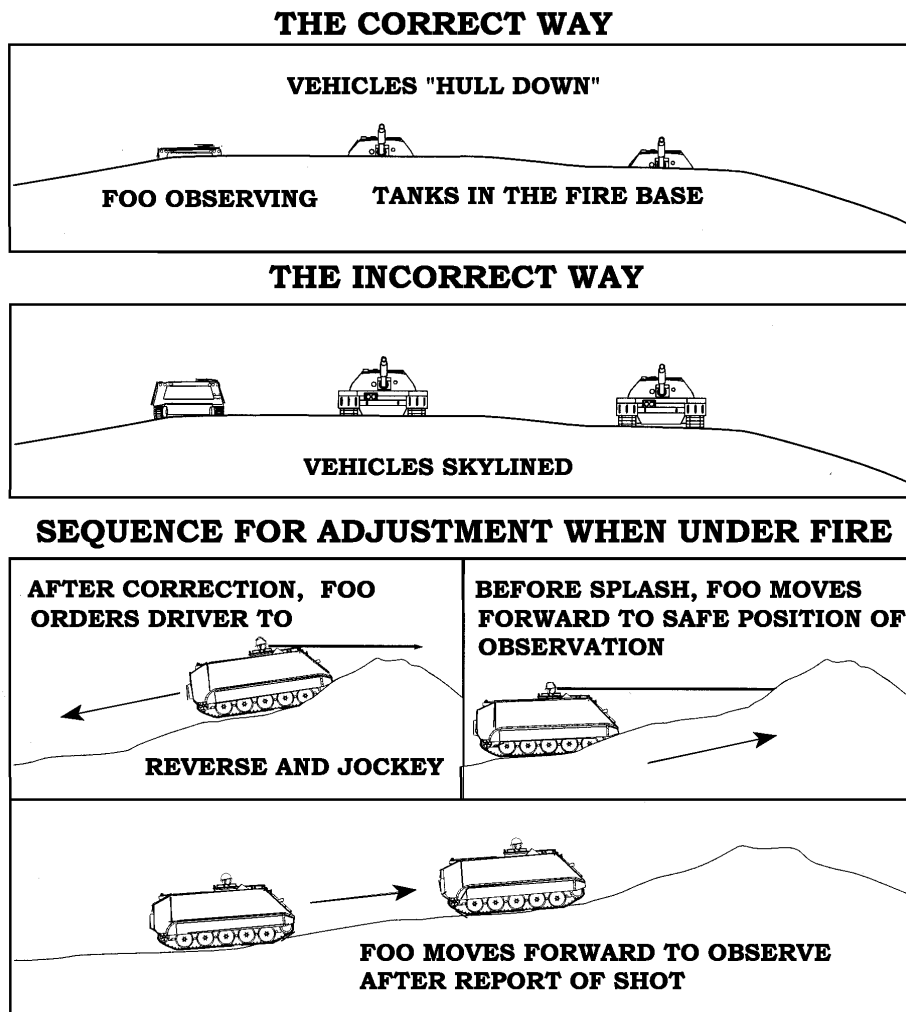 THE CORRECT WAY
VEHICLES "HULL DOWN"
FOO OBSERVING
TANKS IN THE FIRE BASE
THE INCORRECT WAY
VEHICLES SKYLINED
SEQUENCE FOR ADJUSTMENT WHEN UNDER FIRE
AFTER CORRECTION, FOO
ORDERS DRIVER TO
REVERSE AND JOCKEY
BEFORE SPLASH, FOO MOVES
FORWARD TO SAFE POSITION OF
OBSERVATION
FOO MOVES FORWARD TO OBSERVE
AFTER REPORT OF SHOT